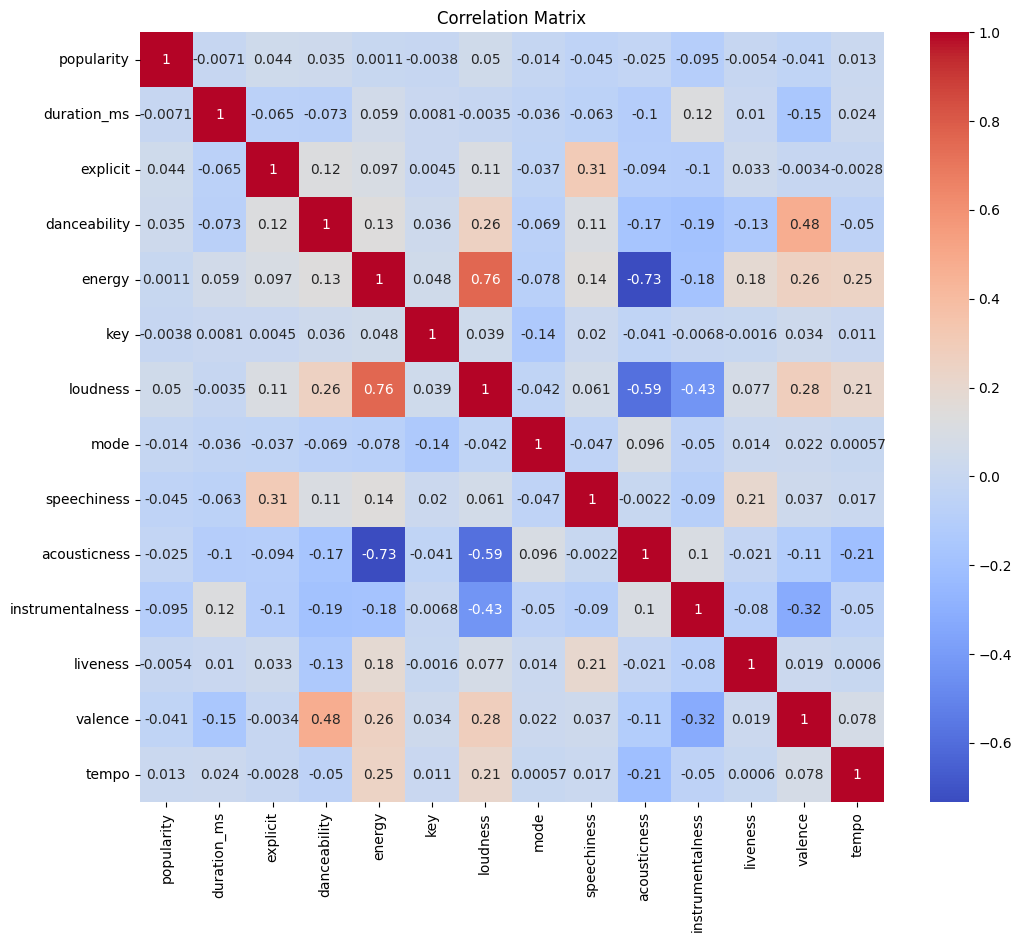 Correlation Matrix
popularity 1 -0.0071 0.044 0.035 0.0011 -0.0038 0.05 -0.014 -0.045 -0.025 -0.095 -0.0054 -0.041 0.013
duration_ms -0.0071 1 -0.065 -0.073 0.059 0.0081 -0.0035 -0.036 -0.063 -0.1 0.12 0.01 -0.15 0.024
explicit 0.044 -0.065 1 0.12 0.097 0.0045 0.11 -0.037 0.31 -0.094 -0.1 0.033 -0.0034 -0.0028
danceability 0.035 -0.073 0.12 1 0.13 0.036 0.26 -0.069 0.11 -0.17 -0.19 -0.13 0.48 -0.05
energy 0.0011 0.059 0.097 0.13 1 0.048 0.76 -0.078 0.14 -0.73 -0.18 0.18 0.26 0.25
key -0.0038 0.0081 0.0045 0.036 0.048 1 0.039 -0.14 0.02 -0.041 -0.0068 -0.0016 0.034 0.011
loudness 0.05 -0.0035 0.11 0.26 0.76 0.039 1 -0.042 0.061 -0.59 -0.43 0.077 0.28 0.21
mode -0.014 -0.036 -0.037 -0.069 -0.078 -0.14 -0.042 1 -0.047 0.096 -0.05 0.014 0.022 0.00057
speechiness -0.045 -0.063 0.31 0.11 0.14 0.02 0.061 -0.047 1 -0.0022 -0.09 0.21 0.037 0.017
acousticness -0.025 -0.1 -0.094 -0.17 -0.73 -0.041 -0.59 0.096 -0.0022 1 0.1 -0.021 -0.11 -0.21
instrumentalness -0.095 0.12 -0.1 -0.19 -0.18 -0.0068 -0.43 -0.05 -0.09 0.1 1 -0.08 -0.32 -0.05
liveness -0.0054 0.01 0.033 -0.13 0.18 -0.0016 0.077 0.014 0.21 -0.021 -0.08 1 0.019 0.0006
valence -0.041 -0.15 -0.0034 0.48 0.26 0.034 0.28 0.022 0.037 -0.11 -0.32 0.019 1 0.078
tempo 0.013 0.024 -0.0028 -0.05 0.25 0.011 0.21 0.00057 0.017 -0.21 -0.05 0.0006 0.078 1
popularity duration_ms explicit danceability energy key loudness mode speechiness acousticness instrumentalness liveness valence tempo
1.0
0.8
0.6
0.4
0.2
0.0
−0.2
−0.4
−0.6